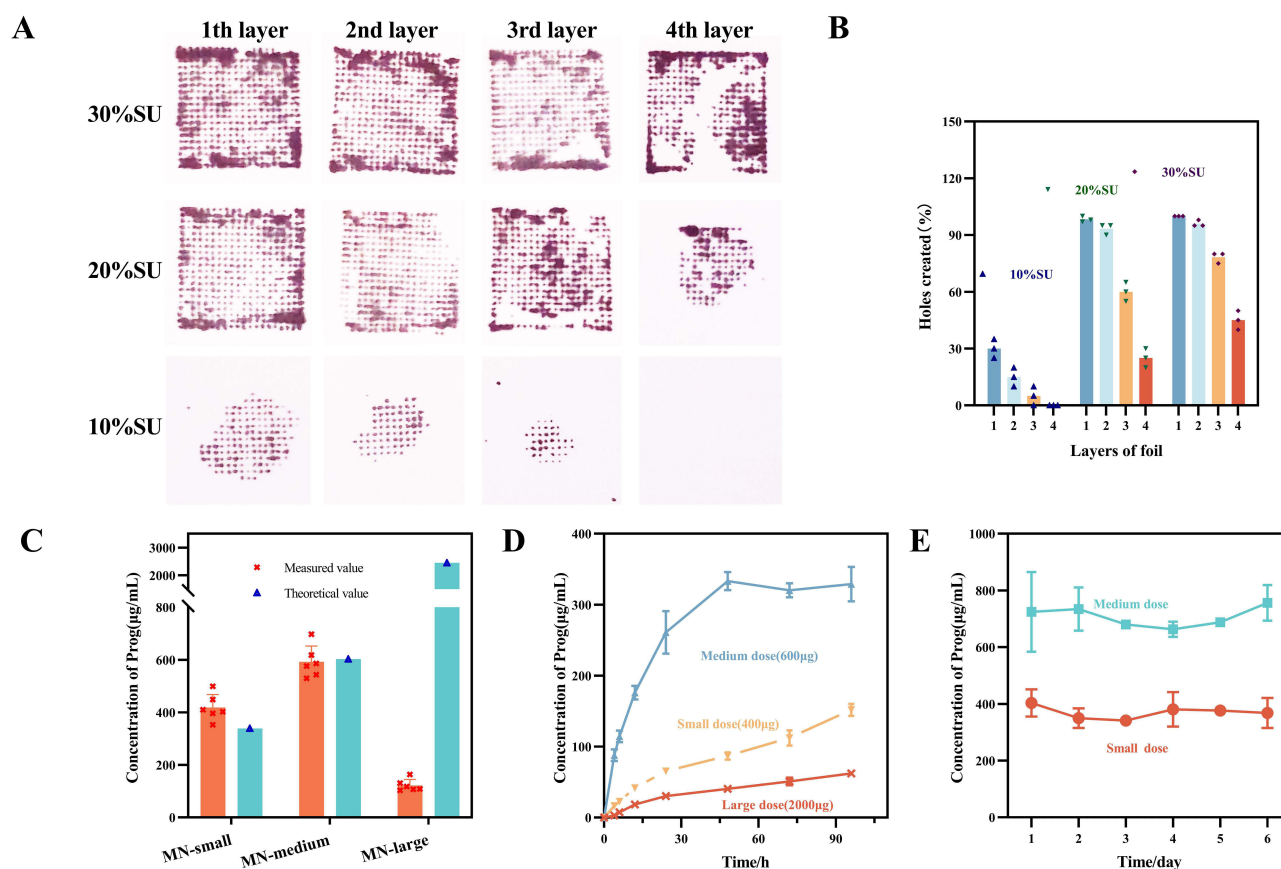 A
1th layer 2nd layer 3rd layer 4th layer
30%SU
20%SU
10%SU
B
Holes created (%)
150
120
90
60
30
0
10%SU
20%SU
30%SU
1 2 3 4 1 2 3 4 1 2 3 4
Layers of foil
C
Concentration of Prog(μg/mL)
3000
2000
800
600
400
200
0
Measured value
Theoretical value
MN-small MN-medium MN-large
D
Concentration of Prog(μg/mL)
400
300
200
100
0
Medium dose(600μg)
Small dose(400μg)
Large dose(2000μg)
0 30 60 90
Time/h
E
Concentration of Prog(μg/mL)
1000
800
600
400
200
0
Medium dose
Small dose
1 2 3 4 5 6
Time/day